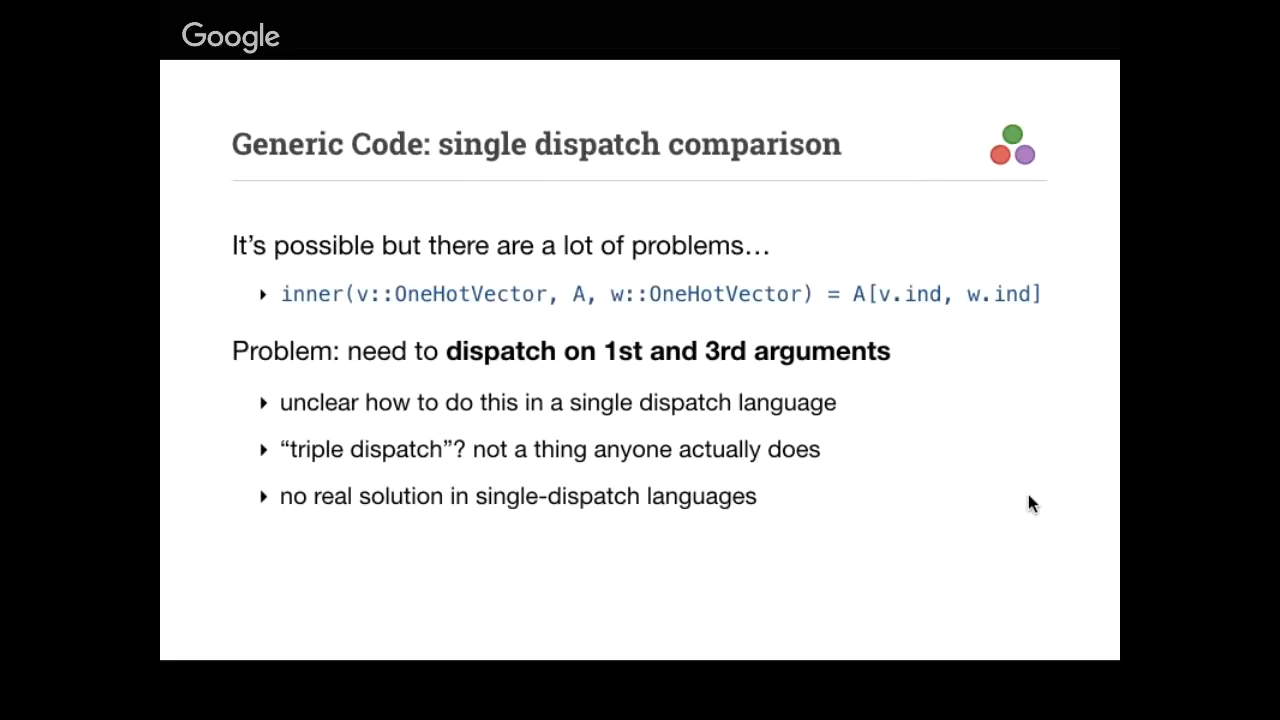 Google
Generic Code: single dispatch comparison
It’s possible but there are a lot of problems…
‣ inner(v::OneHotVector, A, w::OneHotVector) = A[v.ind, w.ind]
Problem: need to dispatch on 1st and 3rd arguments
‣ unclear how to do this in a single dispatch language
‣ “triple dispatch”? not a thing anyone actually does
‣ no real solution in single-dispatch languages